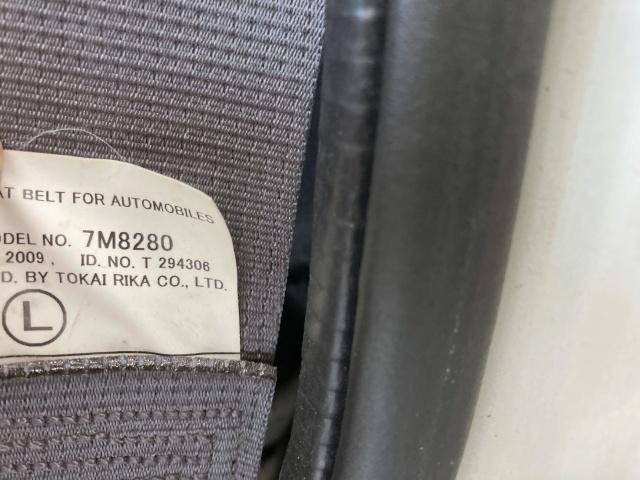 AT BELT FOR AUTOMOBILES
ODEL NO. 7M8280
2009, ID. NO. T 294306
D. BY TOKAI RIKA CO., LTD.
L